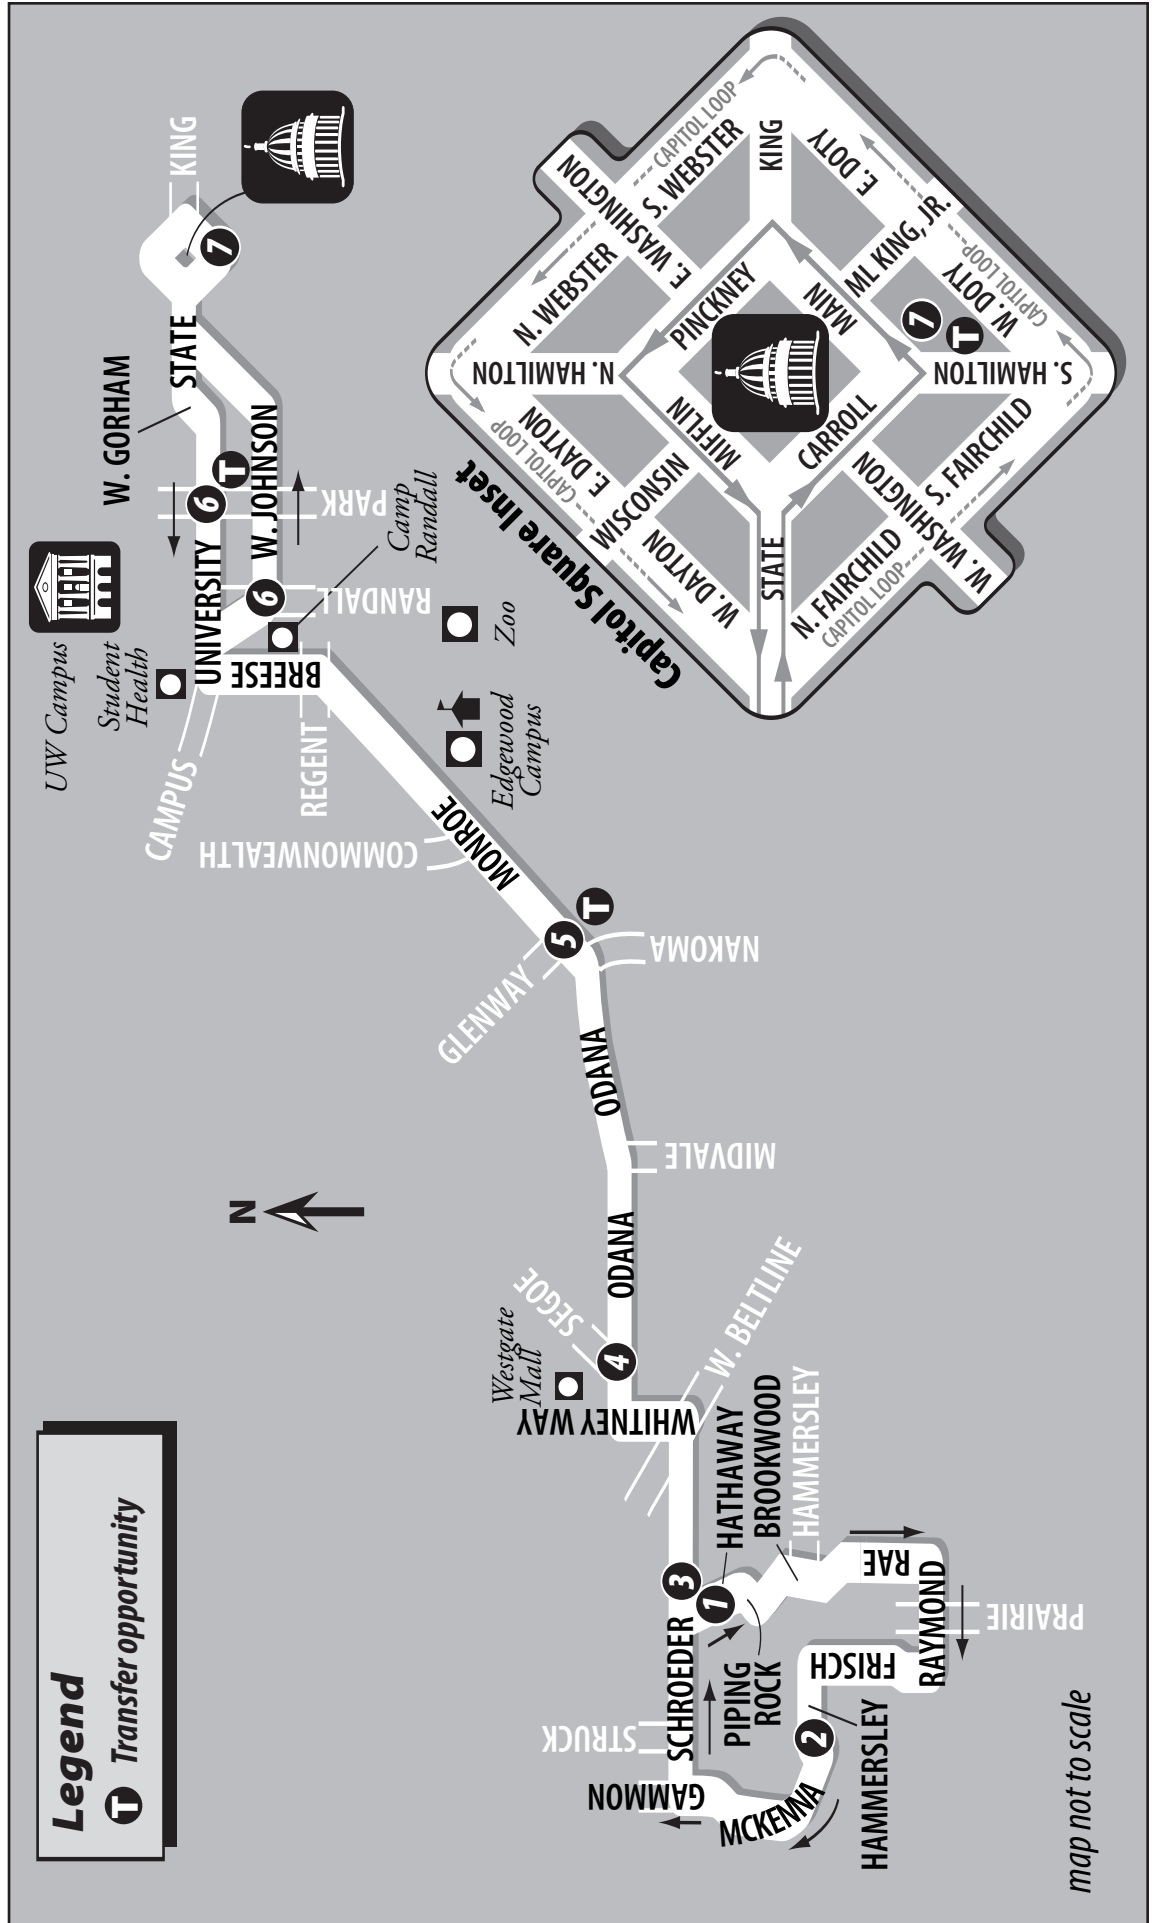 Legend
T Transfer opportunity
N
UW Campus
Student
Health
W. GORHAM
STATE
KING
7
UNIVERSITY
6
T
W. JOHNSON
6
PARK
RANDALL
Camp
Randall
BREESE
CAMPUS
REGENT
COMMONWEALTH
MONROE
Edgewood
Campus
Zoo
GLENWAY
5
T
NAKOMA
ODANA
MIDVALE
ODANA
SEGOE
Westgate
Mall
4
WHITNEY WAY
W. BELTLINE
3
SCHROEDER
STRUCK
GAMMON
1
HATHAWAY
BROOKWOOD
HAMMERSLEY
PIPING
ROCK
MCKENNA
2
HAMMERSLEY
FRISCH
RAE
RAYMOND
PRAIRIE
map not to scale
Capitol Square Inset
CAPITOL LOOP
E. DAYTON
N. HAMILTON
N. WEBSTER
E. WASHINGTON
S. WEBSTER
CAPITOL LOOP
WISCONSIN
W. DAYTON
MIFFLIN
PINCKNEY
STATE
KING
CARROLL
MAIN
N. FAIRCHILD
CAPITOL LOOP
W. WASHINGTON
S. FAIRCHILD
S. HAMILTON
7
T
ML KING, JR.
E. DOTY
W. DOTY
CAPITOL LOOP